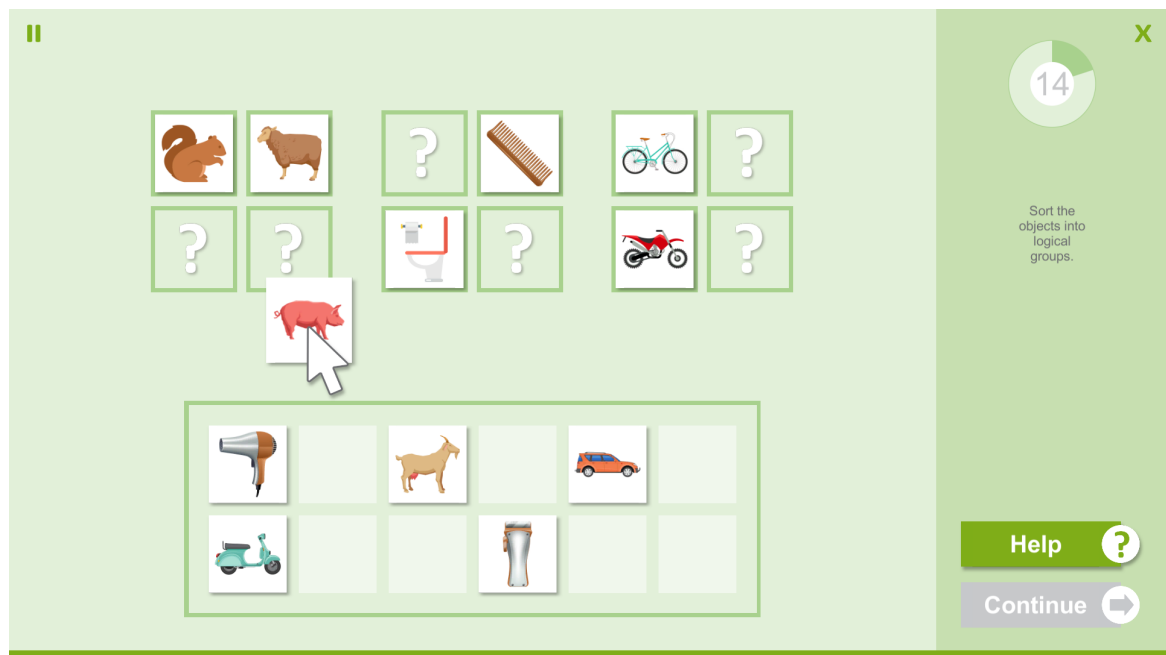 X
14
?
?
Sort the
objects into
logical
groups.
?
?
?
?
Help ?
Continue